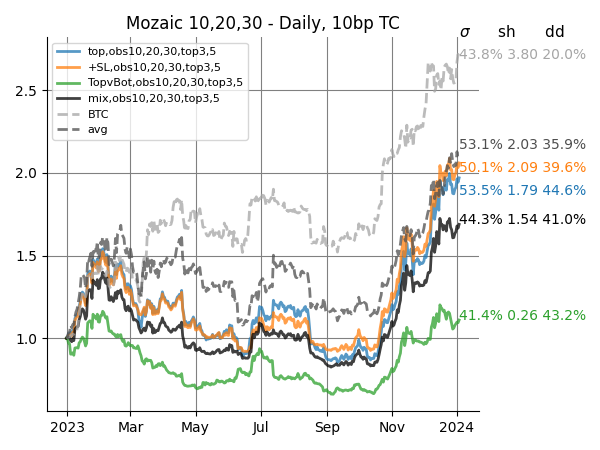 Mozaic 10,20,30 - Daily, 10bp TC
σ sh dd
top,obs10,20,30,top3,5
+SL,obs10,20,30,top3,5
TopvBot,obs10,20,30,top3,5
mix,obs10,20,30,top3,5
BTC
avg
43.8% 3.80 20.0%
53.1% 2.03 35.9%
50.1% 2.09 39.6%
53.5% 1.79 44.6%
44.3% 1.54 41.0%
41.4% 0.26 43.2%
2.5
2.0
1.5
1.0
2023 Mar May Jul Sep Nov 2024